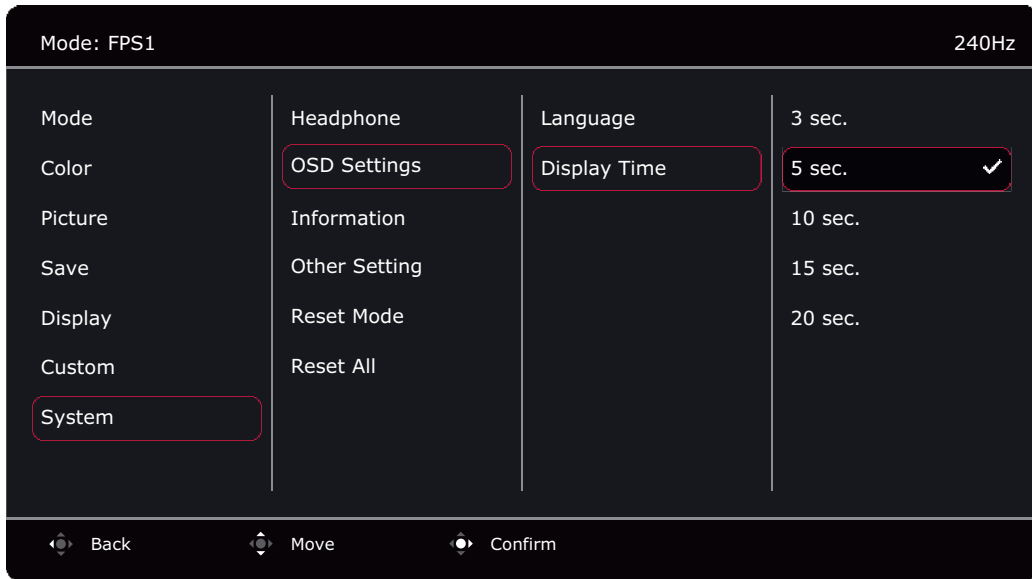 Mode: FPS1
240Hz
Mode
Color
Picture
Save
Display
Custom
System
Headphone
OSD Settings
Information
Other Setting
Reset Mode
Reset All
Language
Display Time
3 sec.
5 sec.
10 sec.
15 sec.
20 sec.
Back
Move
Confirm